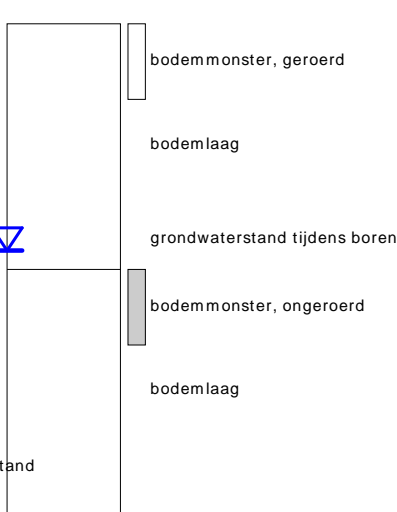 bodemmonster, geroerd
bodemlaag
grondwaterstand tijdens boren
bodemmonster, ongeroerd
bodemlaag
tand